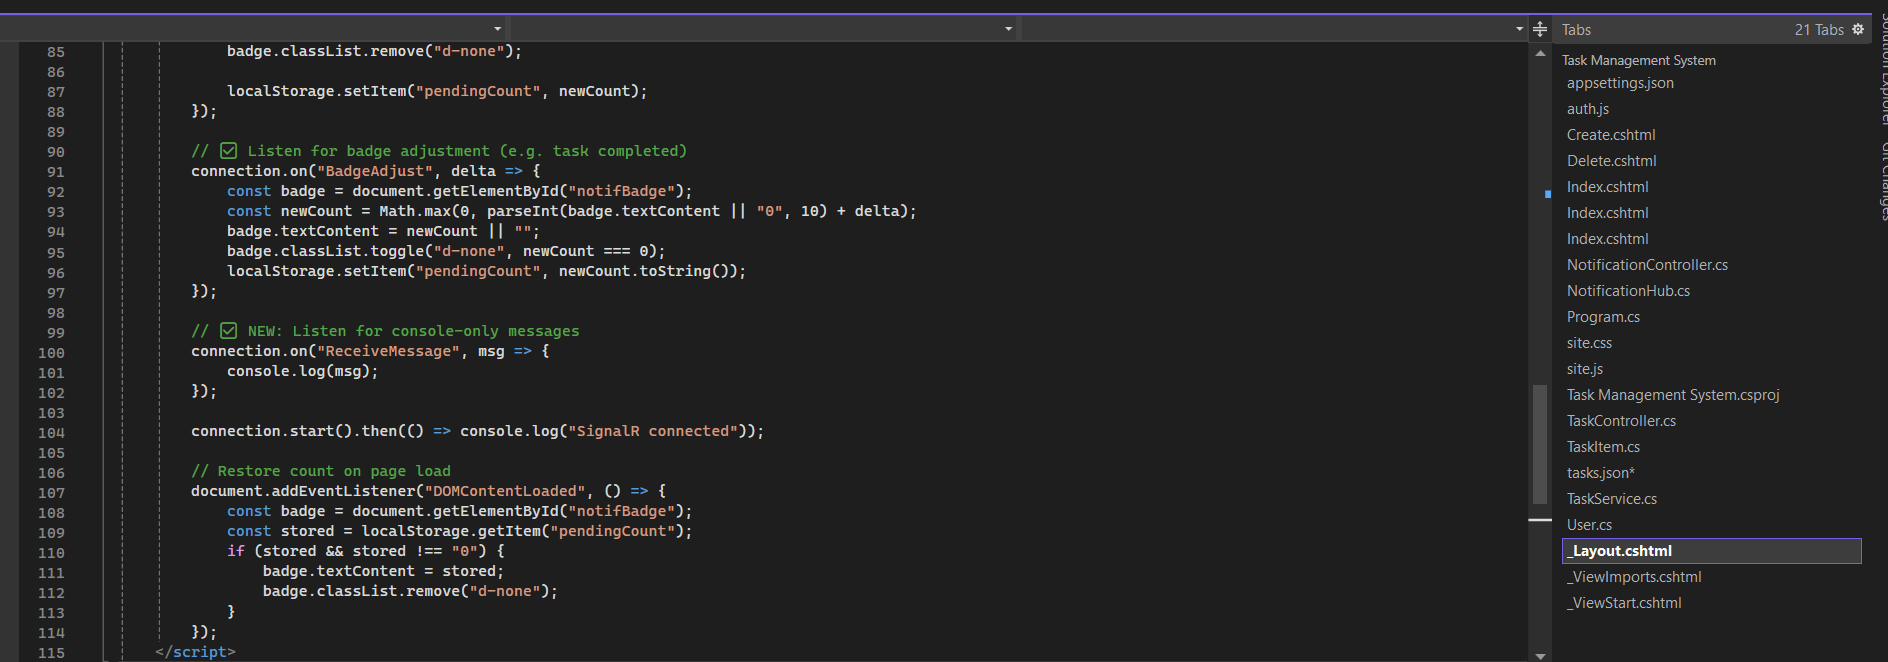 85 badge.classList.remove("d-none");
86
87 localStorage.setItem("pendingCount", newCount);
88 });
89
90 // ✅ Listen for badge adjustment (e.g. task completed)
91 connection.on("BadgeAdjust", delta => {
92 const badge = document.getElementById("notifBadge");
93 const newCount = Math.max(0, parseInt(badge.textContent || "0", 10) + delta);
94 badge.textContent = newCount || "";
95 badge.classList.toggle("d-none", newCount === 0);
96 localStorage.setItem("pendingCount", newCount.toString());
97 });
98
99 // ✅ NEW: Listen for console-only messages
100 connection.on("ReceiveMessage", msg => {
101 console.log(msg);
102 });
103
104 connection.start().then(() => console.log("SignalR connected"));
105
106 // Restore count on page load
107 document.addEventListener("DOMContentLoaded", () => {
108 const badge = document.getElementById("notifBadge");
109 const stored = localStorage.getItem("pendingCount");
110 if (stored && stored !== "0") {
111 badge.textContent = stored;
112 badge.classList.remove("d-none");
113 }
114 });
115 </script>
Tabs 21 Tabs
Task Management System
appsettings.json
auth.js
Create.cshtml
Delete.cshtml
Index.cshtml
Index.cshtml
Index.cshtml
NotificationController.cs
NotificationHub.cs
Program.cs
site.css
site.js
Task Management System.csproj
TaskController.cs
TaskItem.cs
tasks.json*
TaskService.cs
User.cs
_Layout.cshtml
_ViewImports.cshtml
_ViewStart.cshtml
Solution Explorer
Git Changes